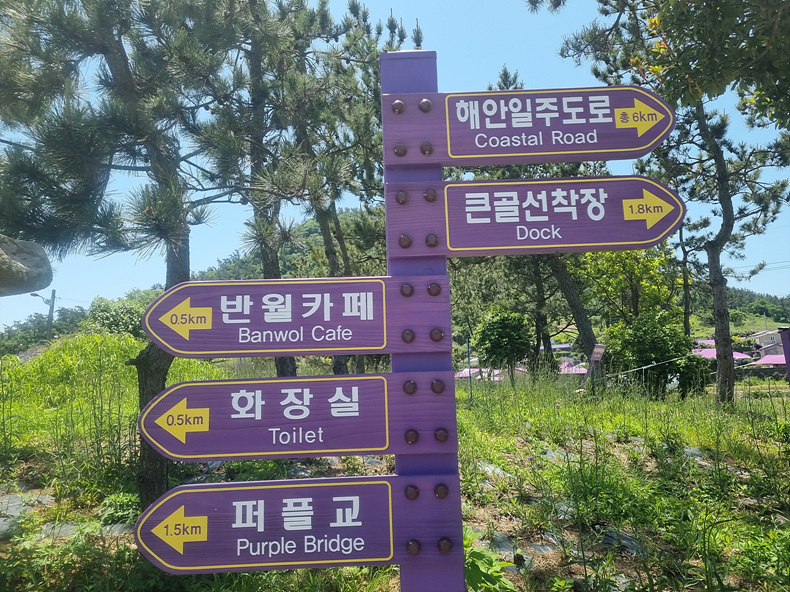 해안일주도로 총 6km
Coastal Road
큰골선착장 1.8km
Dock
0.5km 반월카페
Banwol Cafe
0.5km 화장실
Toilet
1.5km 퍼플교
Purple Bridge